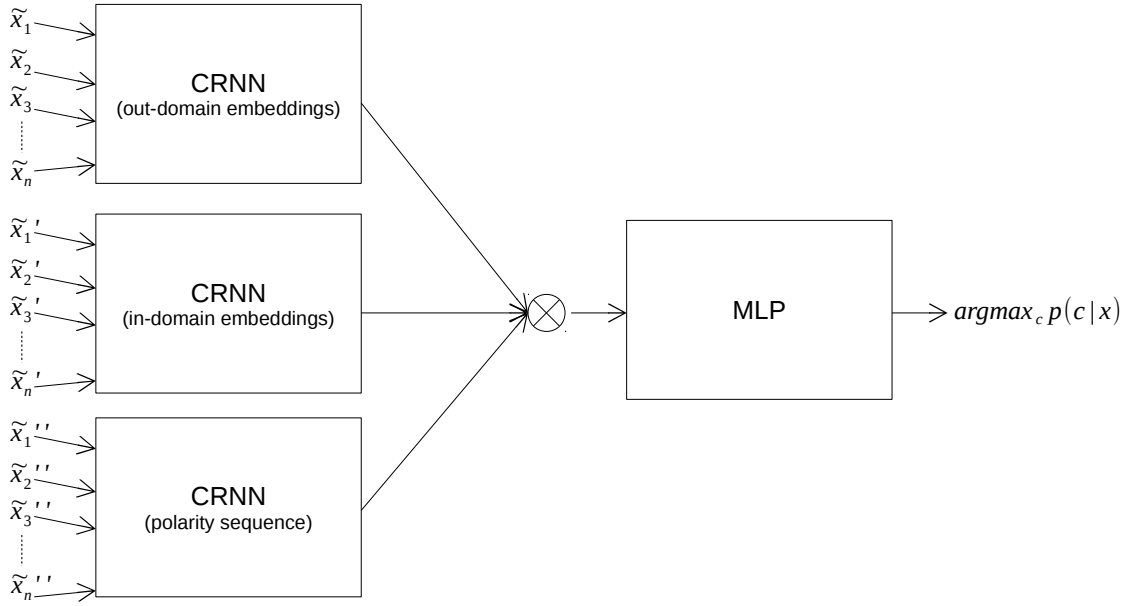 x̃₁
x̃₂
x̃₃
x̃ₙ
CRNN
(out-domain embeddings)
x̃₁'
x̃₂'
x̃₃'
x̃ₙ'
CRNN
(in-domain embeddings)
x̃₁''
x̃₂''
x̃₃''
x̃ₙ''
CRNN
(polarity sequence)
MLP
argmax_c p(c|x)